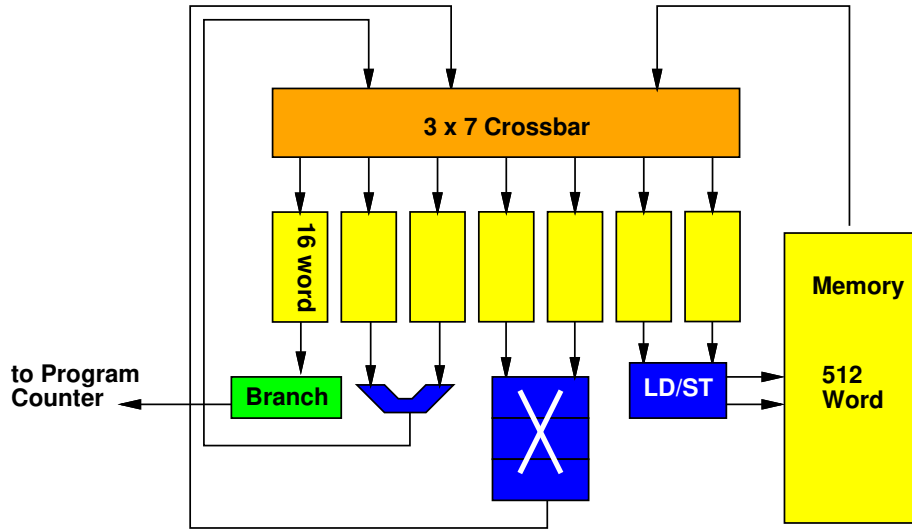 3 x 7 Crossbar
16 word
Memory
to Program
Counter
Branch
LD/ST
512
Word